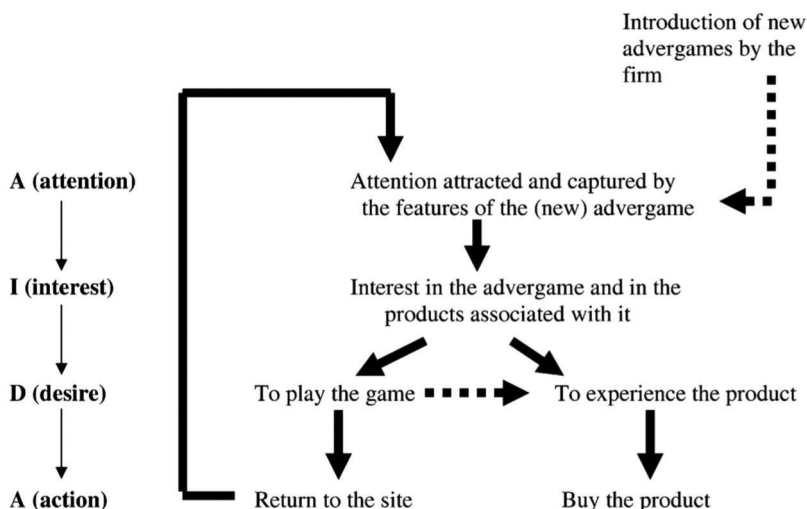 Introduction of new
advergames by the
firm
A (attention)
Attention attracted and captured by
the features of the (new) advergame
I (interest)
Interest in the advergame and in the
products associated with it
D (desire)
To play the game
To experience the product
A (action)
Return to the site
Buy the product